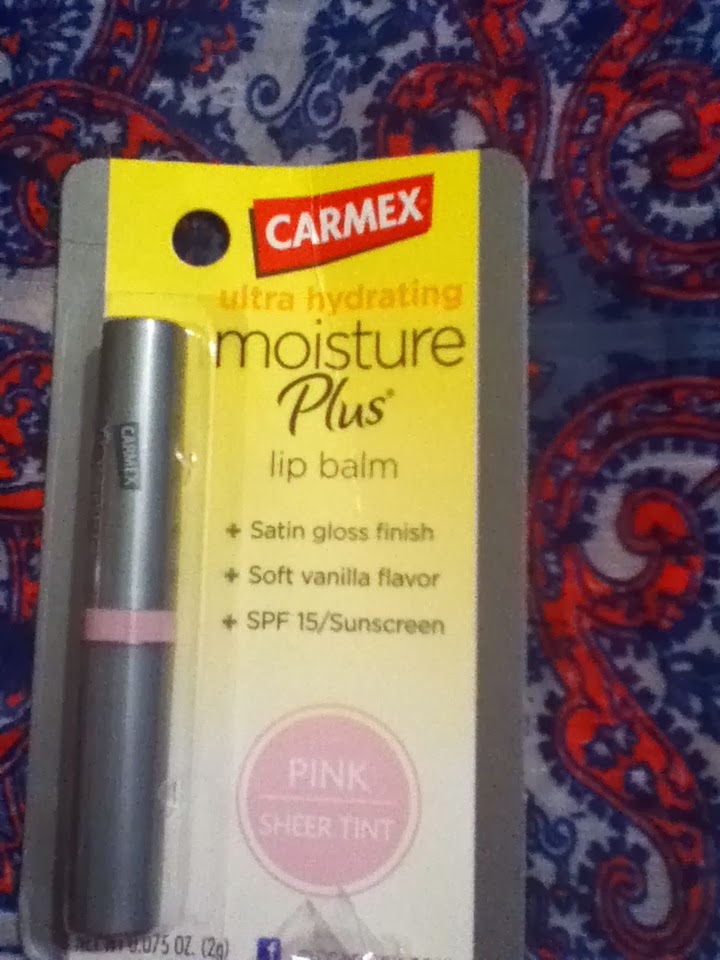 CARMEX
ultra hydrating
moisture
Plus®
lip balm
CARMEX
+ Satin gloss finish
+ Soft vanilla flavor
+ SPF 15/Sunscreen
PINK
SHEER TINT
0.075 OZ. (2g)
f